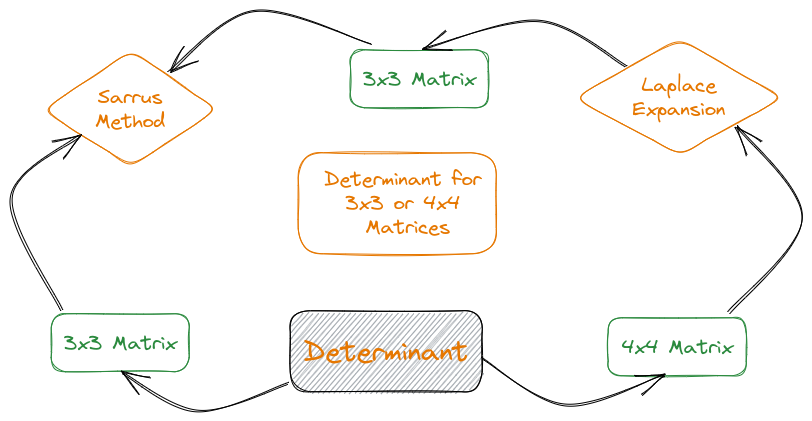 3x3 Matrix
Sarrus
Method
Laplace
Expansion
Determinant for
3x3 or 4x4
Matrices
3x3 Matrix
Determinant
4x4 Matrix